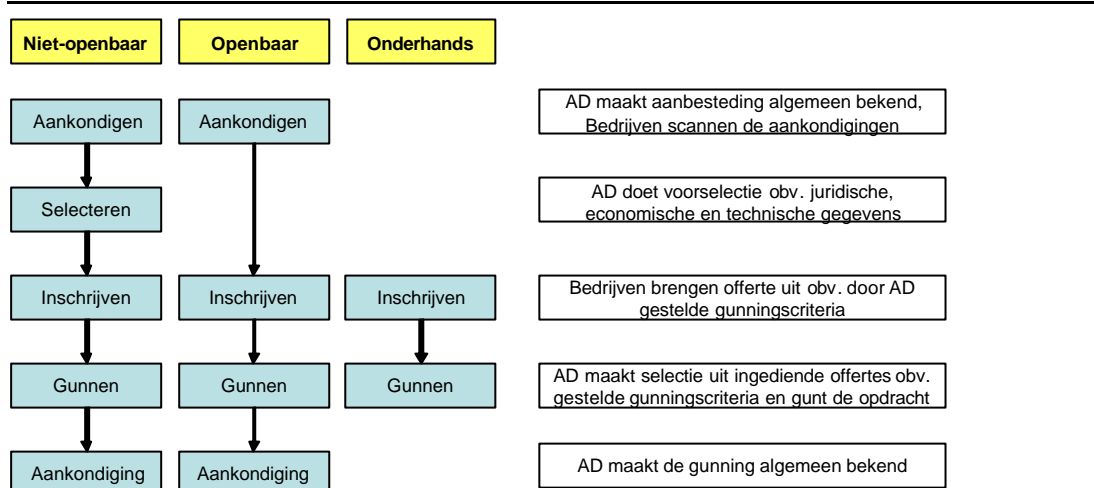 Niet-openbaar
Openbaar
Onderhands
Aankondigen
Aankondigen
AD maakt aanbesteding algemeen bekend,
Bedrijven scannen de aankondigingen
Selecteren
AD doet voorselectie obv. juridische,
economische en technische gegevens
Inschrijven
Inschrijven
Inschrijven
Bedrijven brengen offerte uit obv. door AD
gestelde gunningscriteria
Gunnen
Gunnen
Gunnen
AD maakt selectie uit ingediende offertes obv.
gestelde gunningscriteria en gunt de opdracht
Aankondiging
Aankondiging
AD maakt de gunning algemeen bekend